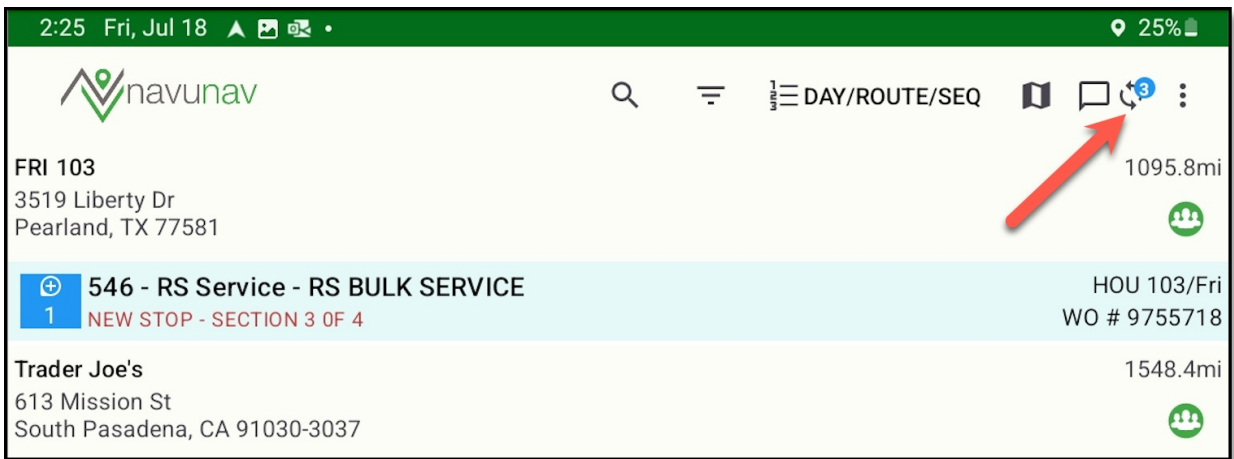 2:25 Fri, Jul 18 25%
navunav
DAY/ROUTE/SEQ 3
FRI 103 1095.8mi
3519 Liberty Dr
Pearland, TX 77581
546 - RS Service - RS BULK SERVICE HOU 103/Fri
1 NEW STOP - SECTION 3 0F 4 WO # 9755718
Trader Joe's 1548.4mi
613 Mission St
South Pasadena, CA 91030-3037